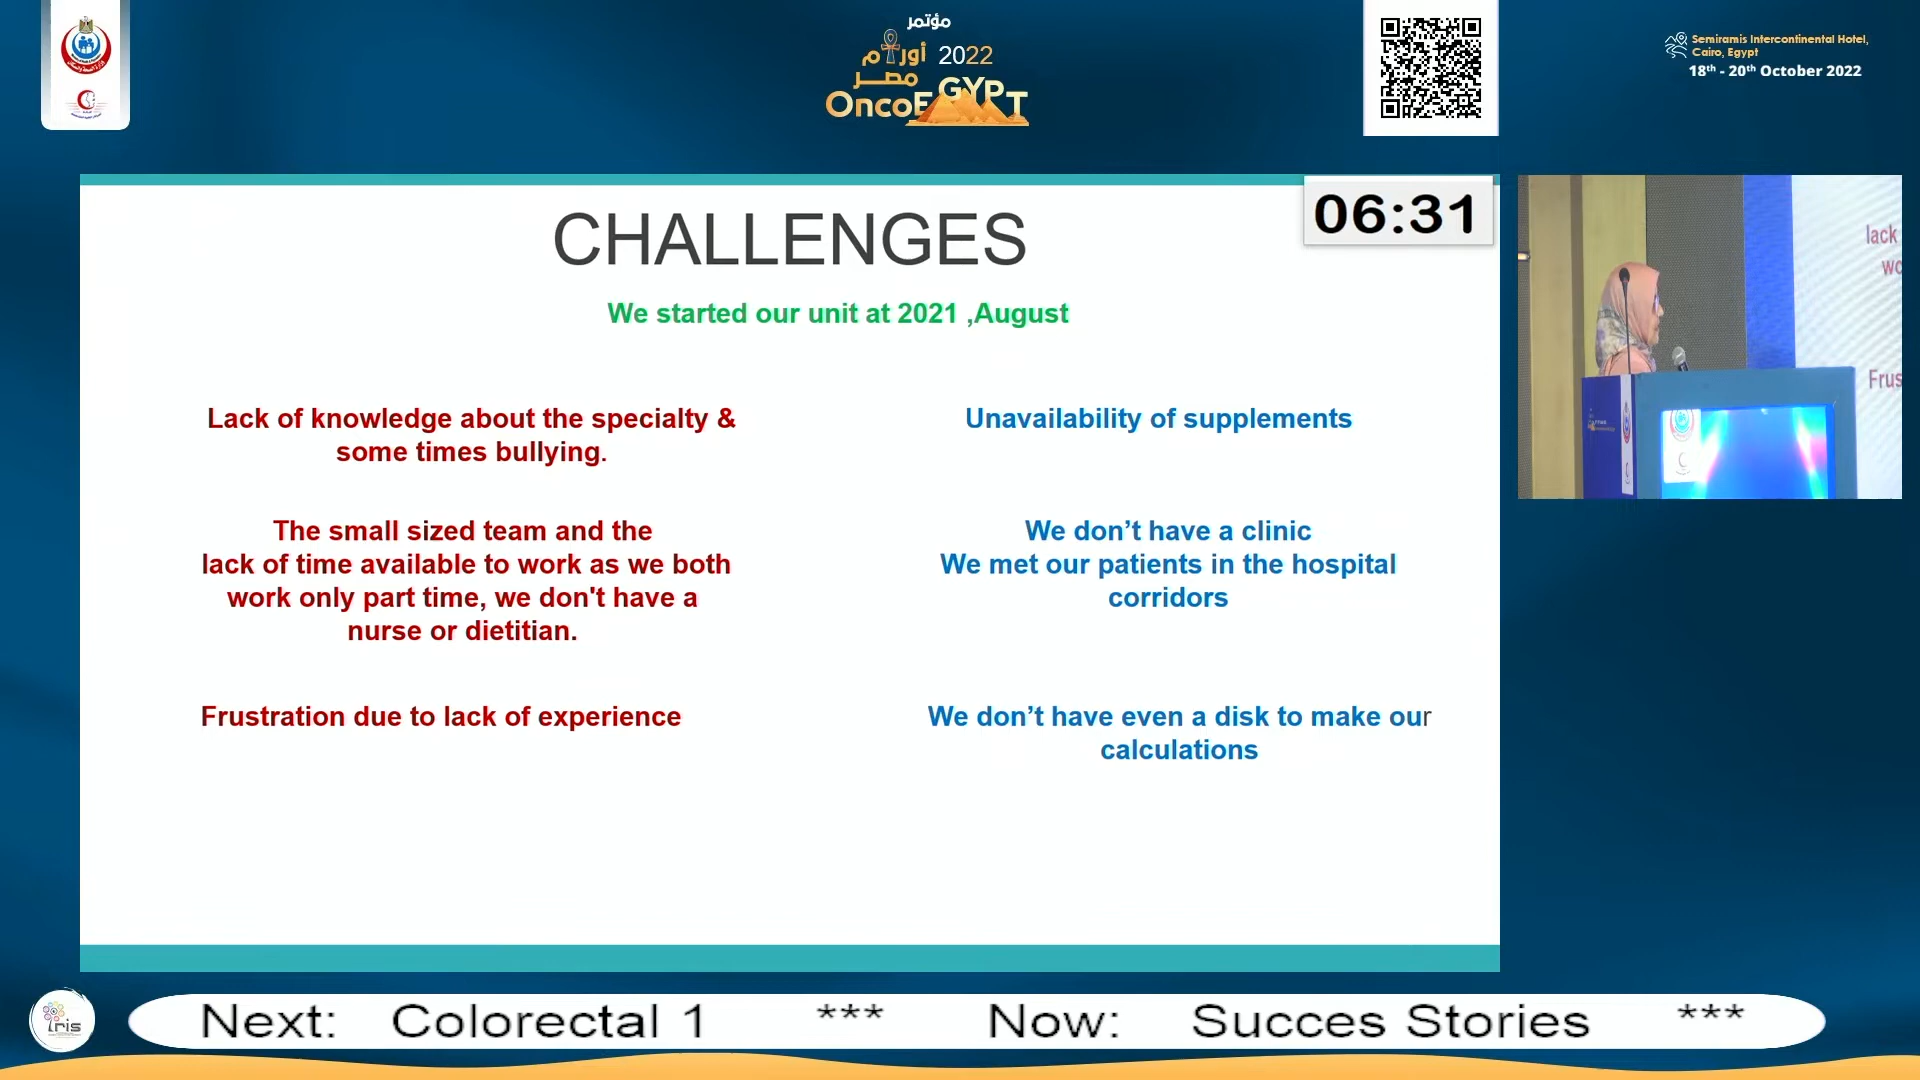 مؤتمر
أورام 2022
مصر
OncoEGYPT
Semiramis Intercontinental Hotel,
Cairo, Egypt
18th - 20th October 2022
06:31
CHALLENGES
We started our unit at 2021 ,August
Lack of knowledge about the specialty &
some times bullying.
The small sized team and the
lack of time available to work as we both
work only part time, we don't have a
nurse or dietitian.
Frustration due to lack of experience
Unavailability of supplements
We don’t have a clinic
We met our patients in the hospital
corridors
We don’t have even a disk to make our
calculations
lack
wo
Frus
iris
Next: Colorectal 1 *** Now: Succes Stories ***